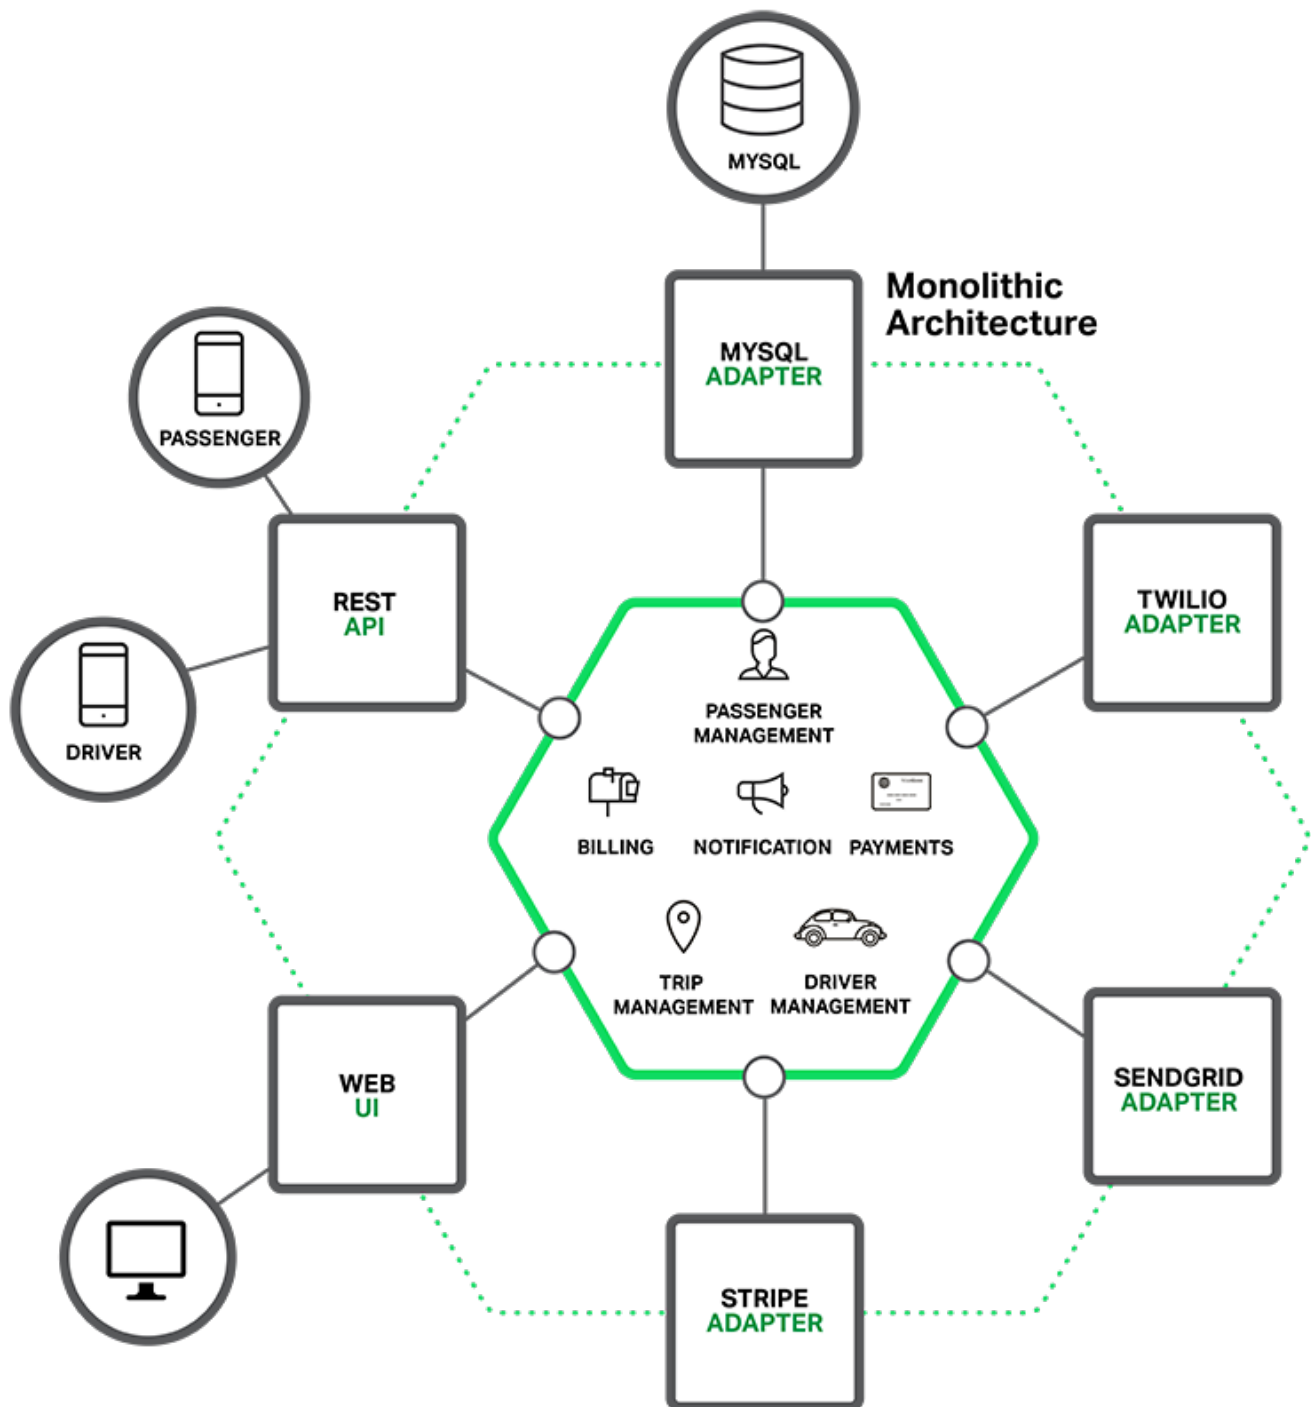 MYSQL
Monolithic
Architecture
MYSQL
ADAPTER
PASSENGER
REST
API
TWILIO
ADAPTER
DRIVER
PASSENGER
MANAGEMENT
BILLING
NOTIFICATION
PAYMENTS
TRIP
MANAGEMENT
DRIVER
MANAGEMENT
WEB
UI
SENDGRID
ADAPTER
STRIPE
ADAPTER